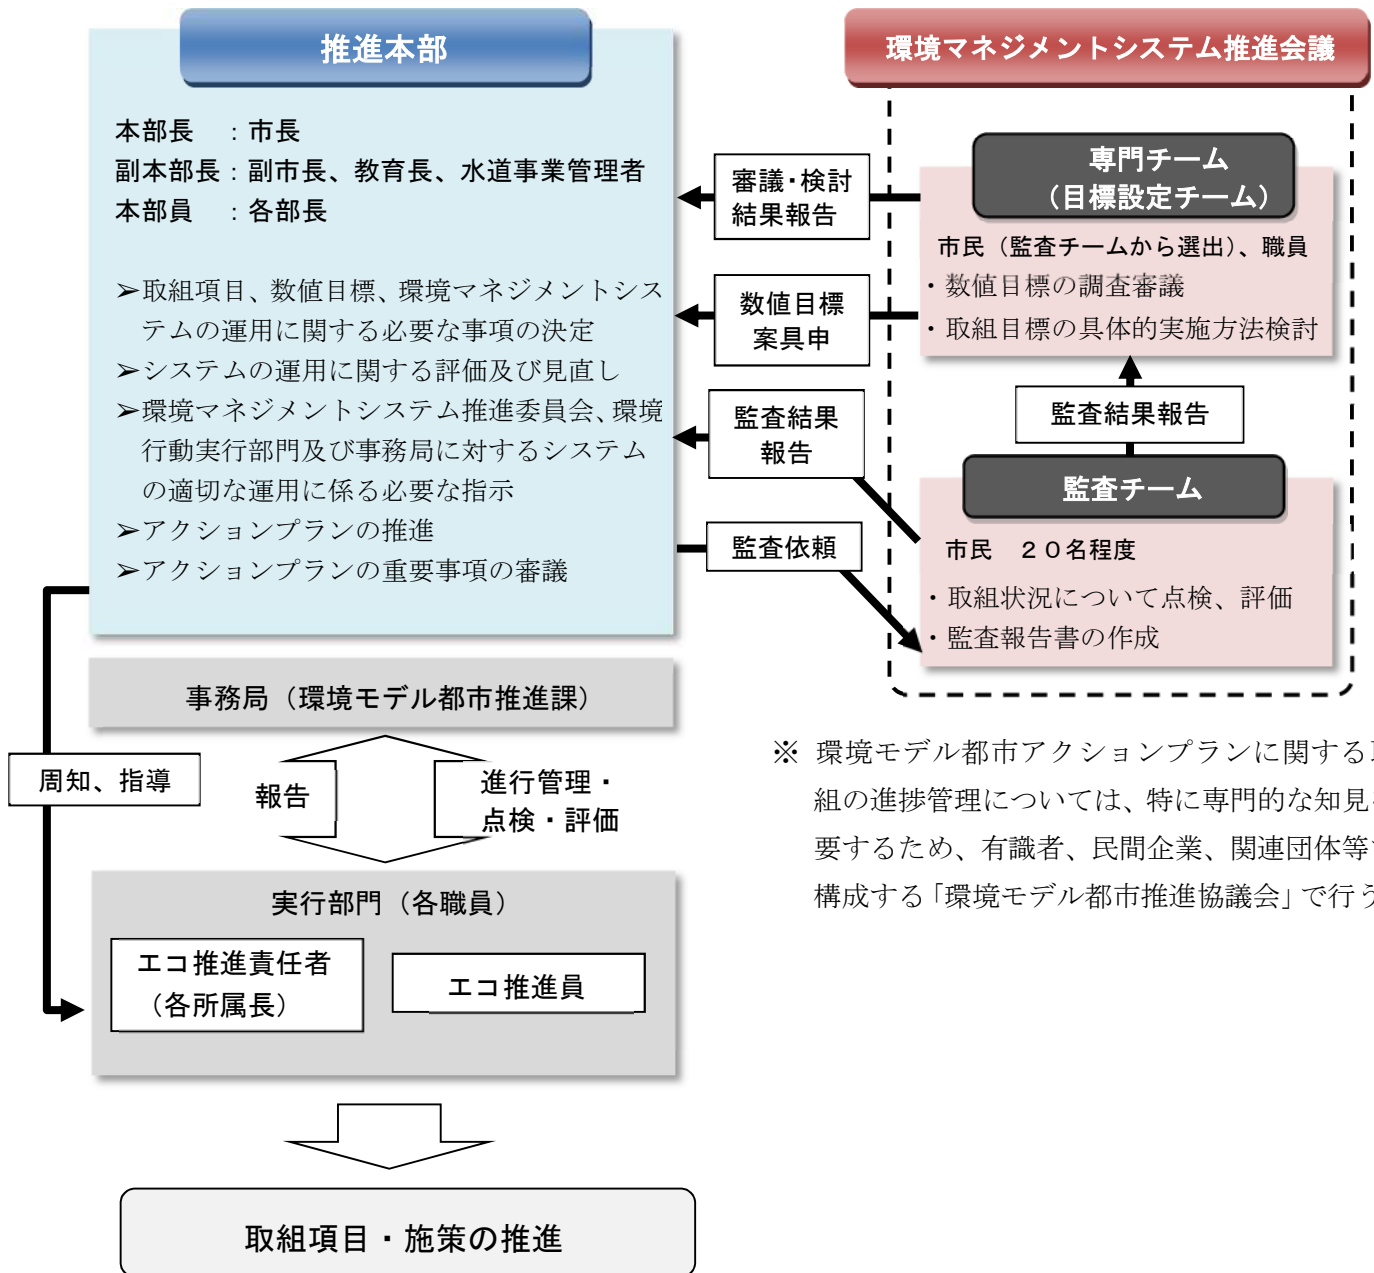 推進本部
本部長　：市長
副本部長：副市長、教育長、水道事業管理者
本部員　：各部長
➢取組項目、数値目標、環境マネジメントシス
テムの運用に関する必要な事項の決定
➢システムの運用に関する評価及び見直し
➢環境マネジメントシステム推進委員会、環境
行動実行部門及び事務局に対するシステム
の適切な運用に係る必要な指示
➢アクションプランの推進
➢アクションプランの重要事項の審議
審議・検討
結果報告
数値目標
案具申
監査結果
報告
監査依頼
環境マネジメントシステム推進会議
専門チーム
（目標設定チーム）
市民（監査チームから選出）、職員
・数値目標の調査審議
・取組目標の具体的実施方法検討
監査結果報告
監査チーム
市民　２０名程度
・取組状況について点検、評価
・監査報告書の作成
事務局（環境モデル都市推進課）
周知、指導
報告
進行管理・
点検・評価
実行部門（各職員）
エコ推進責任者
（各所属長）
エコ推進員
取組項目・施策の推進
※ 環境モデル都市アクションプランに関する
組の進捗管理については、特に専門的な知見
要するため、有識者、民間企業、関連団体等
構成する「環境モデル都市推進協議会」で行う